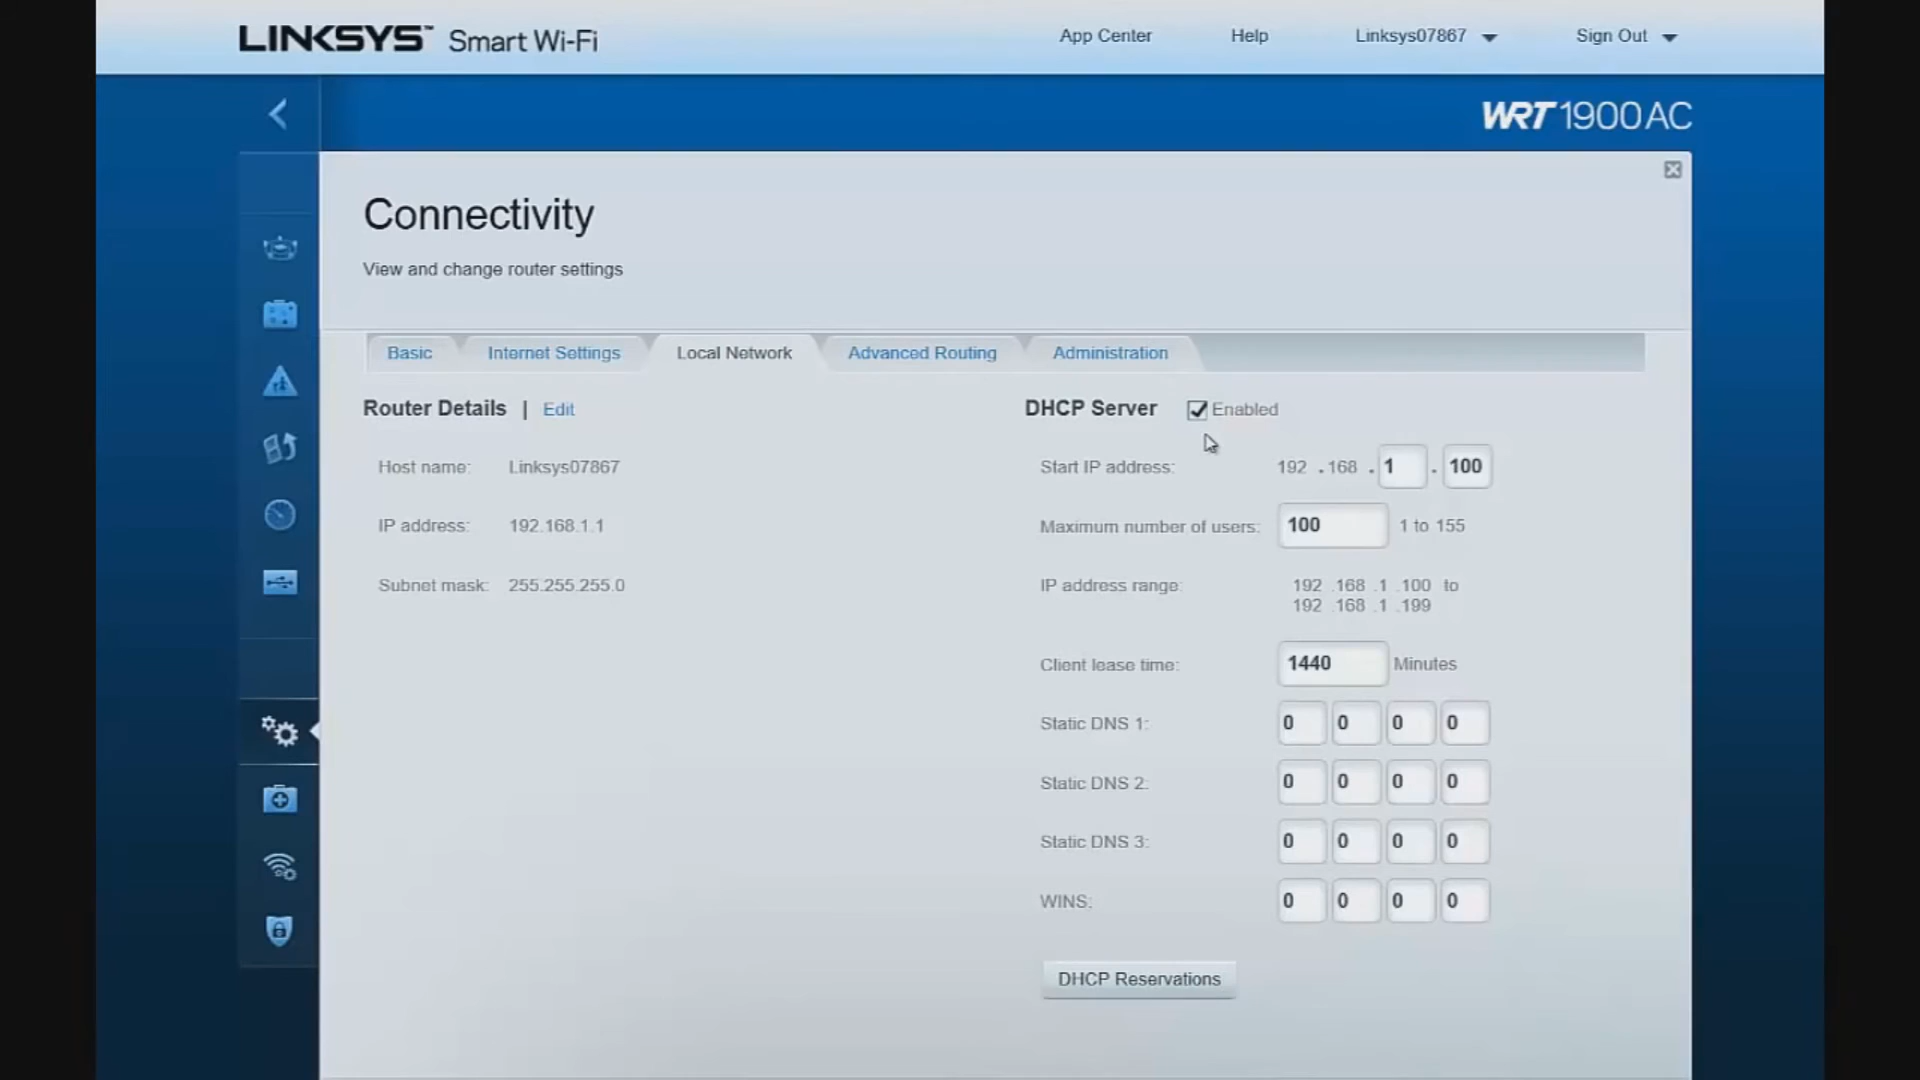 LINKSYS™ Smart Wi-Fi
App Center
Help
Linksys07867
Sign Out
WRT1900AC
Connectivity
View and change router settings
Basic
Internet Settings
Local Network
Advanced Routing
Administration
Router Details | Edit
Host name: Linksys07867
IP address: 192.168.1.1
Subnet mask: 255.255.255.0
DHCP Server Enabled
Start IP address: 192 . 168 . 1 . 100
Maximum number of users: 100 1 to 155
IP address range: 192 .168 .1 .100 to
192 .168 .1 .199
Client lease time: 1440 Minutes
Static DNS 1: 0 0 0 0
Static DNS 2: 0 0 0 0
Static DNS 3: 0 0 0 0
WINS: 0 0 0 0
DHCP Reservations